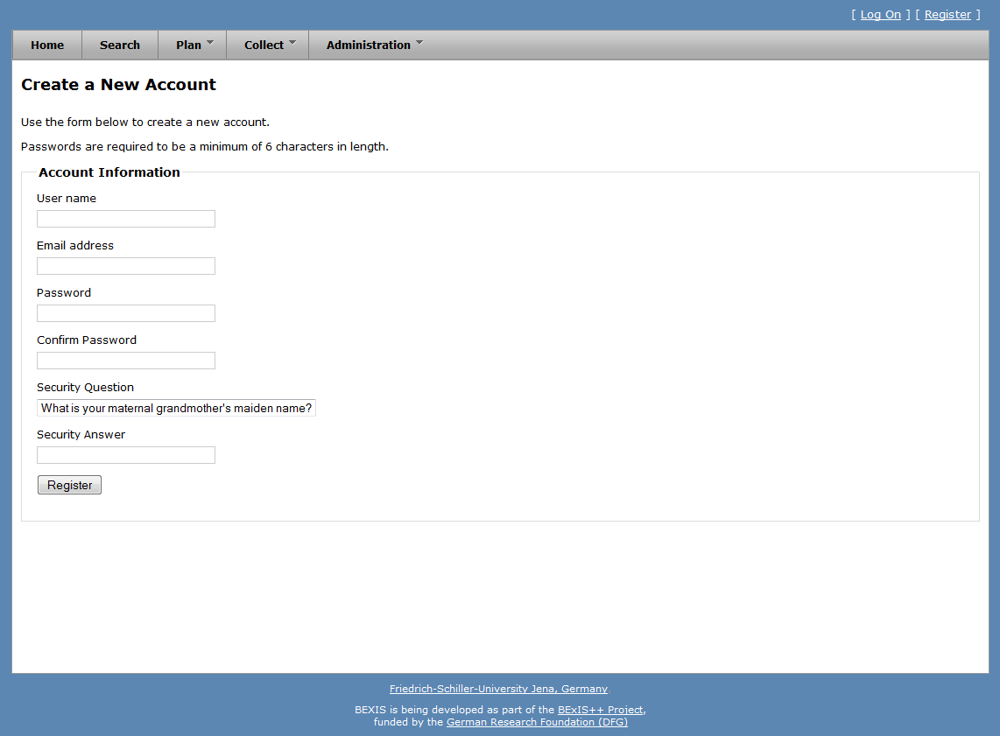 [ Log On ] [ Register ]
Home Search Plan Collect Administration
Create a New Account
Use the form below to create a new account.
Passwords are required to be a minimum of 6 characters in length.
Account Information
User name
Email address
Password
Confirm Password
Security Question
What is your maternal grandmother's maiden name?
Security Answer
Register
Friedrich-Schiller-University Jena, Germany
BEXIS is being developed as part of the BExIS++ Project,
funded by the German Research Foundation (DFG)